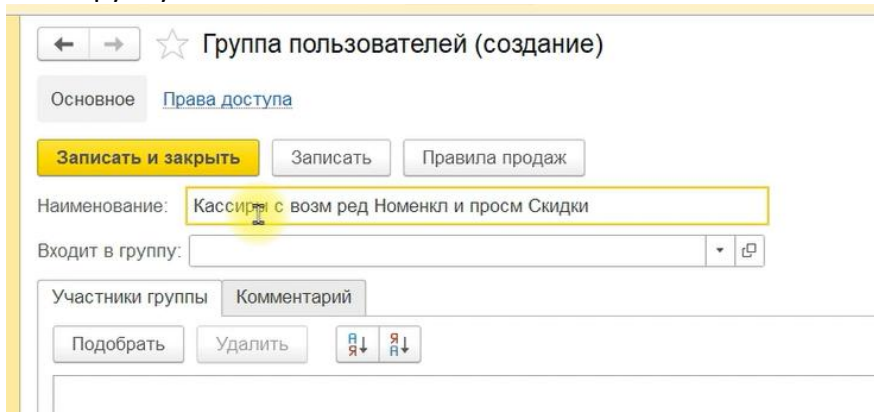 Группа пользователей (создание)
Основное Права доступа
Записать и закрыть Записать Правила продаж
Наименование: Кассиры с возм ред Номенкл и просм Скидки
Входит в группу:
Участники группы Комментарий
Подобрать Удалить А Я Я А